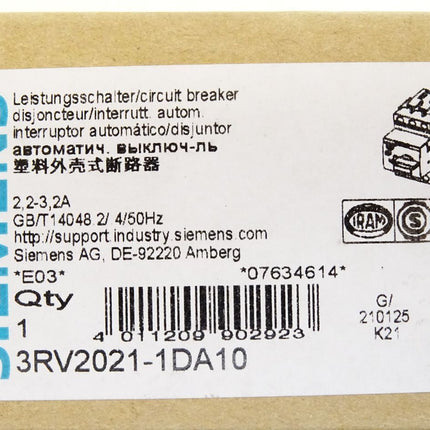 SIEMENS
Leistungsschalter/circuit breaker
disjoncteur/interrutt. autom.
interruptor automático/disjuntor
автоматич. выключ-ль
塑料外壳式断路器
2,2-3,2A
GB/T14048.2/ 4/50Hz
http://support.industry.siemens.com
Siemens AG, DE-92220 Amberg
IRAM S
*E03* *07634614*
Qty
1
4 011209 902923
G/
210125
K21
3RV2021-1DA10